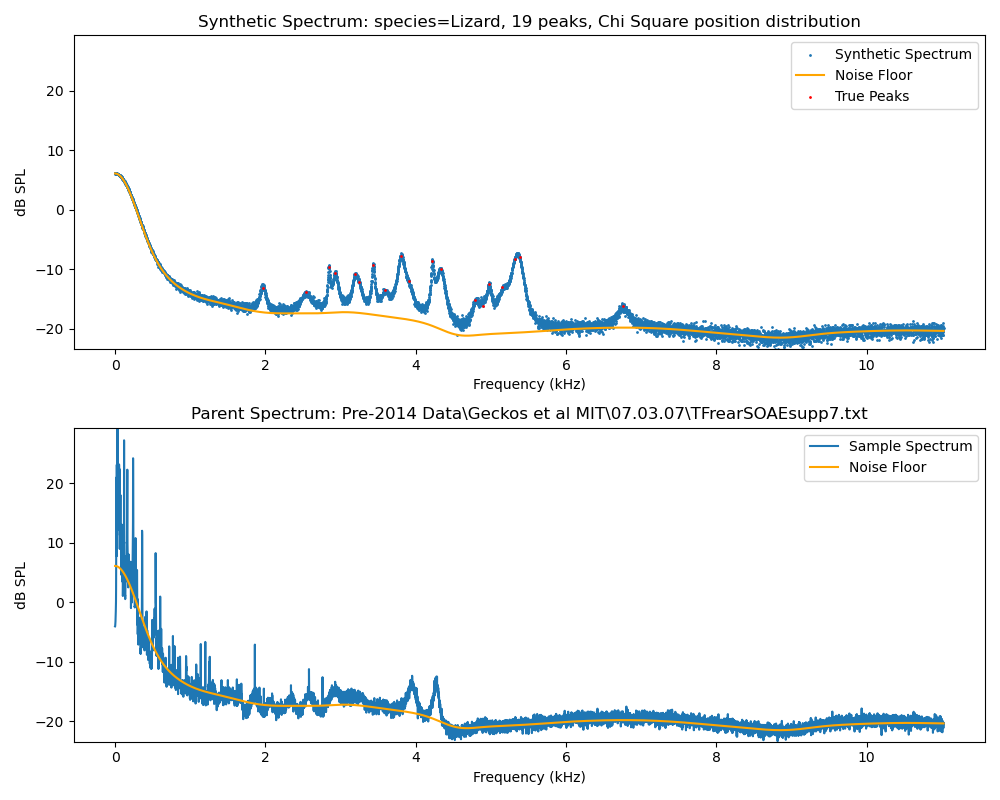 Synthetic Spectrum: species=Lizard, 19 peaks, Chi Square position distribution
Synthetic Spectrum
Noise Floor
True Peaks
dB SPL
20
10
0
−10
−20
0
2
4
6
8
10
Frequency (kHz)
Parent Spectrum: Pre-2014 Data\Geckos et al MIT\07.03.07\TFrearSOAEsupp7.txt
Sample Spectrum
Noise Floor
dB SPL
20
10
0
−10
−20
0
2
4
6
8
10
Frequency (kHz)